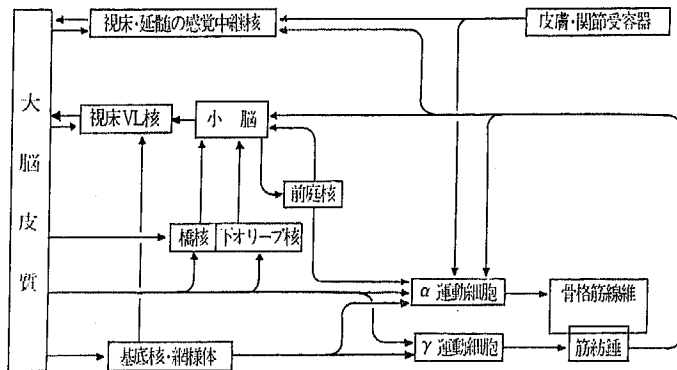 視床・延髄の感覚中継核
皮膚・関節受容器
大脳皮質
視床VL核
小脳
前庭核
橋核
下オリーブ核
α運動細胞
骨格筋線維
基底核・網様体
γ運動細胞
筋紡錘